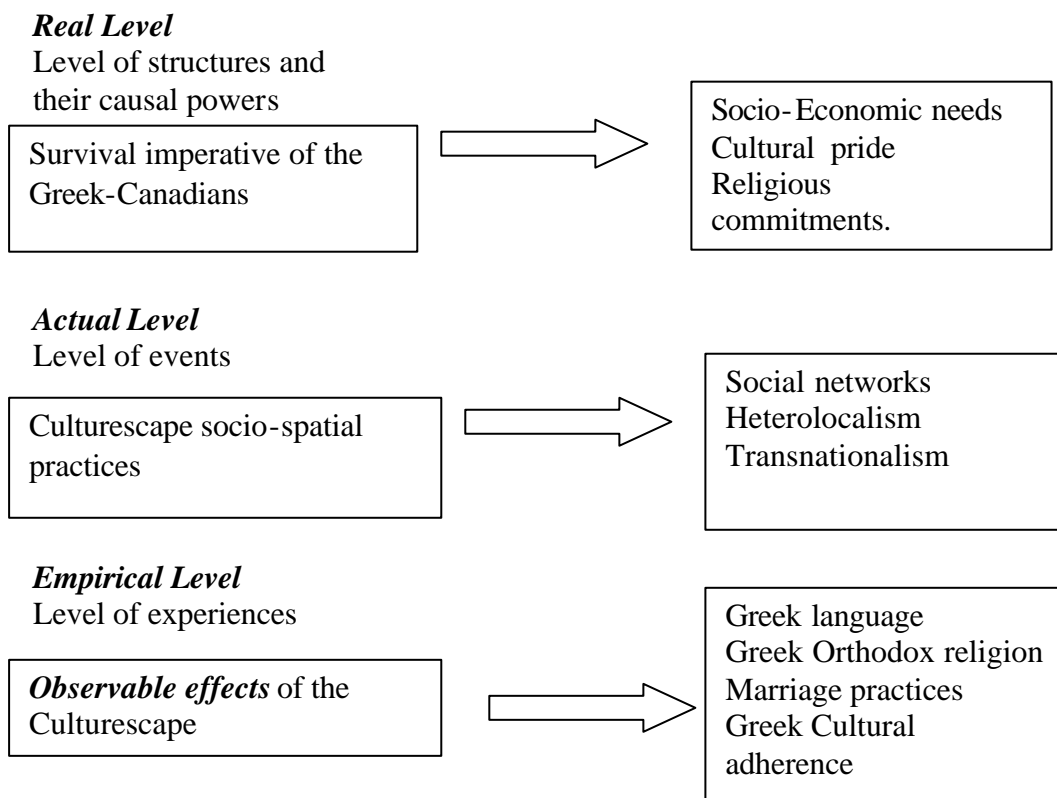 Real Level
Level of structures and
their causal powers
Survival imperative of the
Greek-Canadians
Socio-Economic needs
Cultural pride
Religious
commitments.
Actual Level
Level of events
Culturescape socio-spatial
practices
Social networks
Heterolocalism
Transnationalism
Empirical Level
Level of experiences
Observable effects of the
Culturescape
Greek language
Greek Orthodox religion
Marriage practices
Greek Cultural
adherence